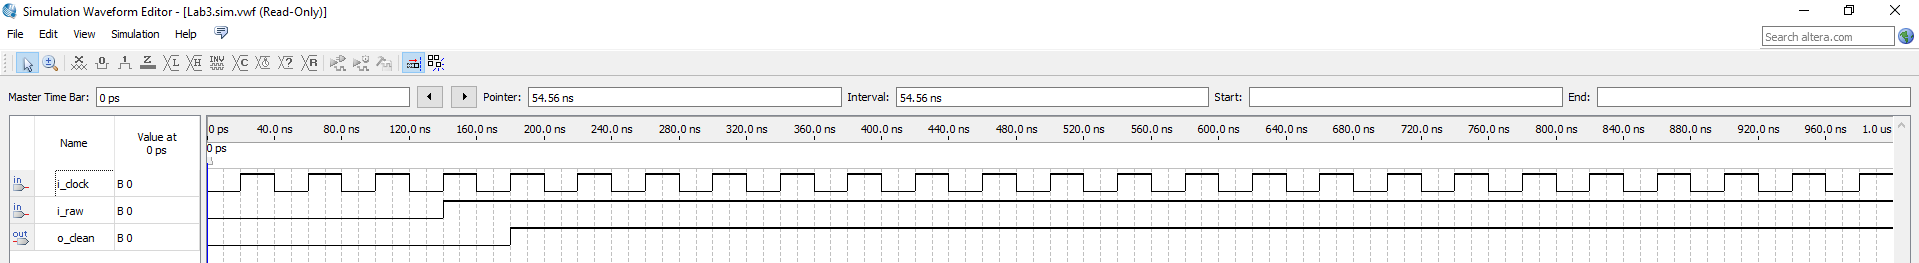 Simulation Waveform Editor - [Lab3.sim.vwf (Read-Only)]
File Edit View Simulation Help
Search altera.com
Master Time Bar: 0 ps Pointer: 54.56 ns Interval: 54.56 ns Start: End:
Name Value at 0 ps
0 ps 40.0 ns 80.0 ns 120.0 ns 160.0 ns 200.0 ns 240.0 ns 280.0 ns 320.0 ns 360.0 ns 400.0 ns 440.0 ns 480.0 ns 520.0 ns 560.0 ns 600.0 ns 640.0 ns 680.0 ns 720.0 ns 760.0 ns 800.0 ns 840.0 ns 880.0 ns 920.0 ns 960.0 ns 1.0 us
0 ps
in i_clock B 0
in i_raw B 0
out o_clean B 0